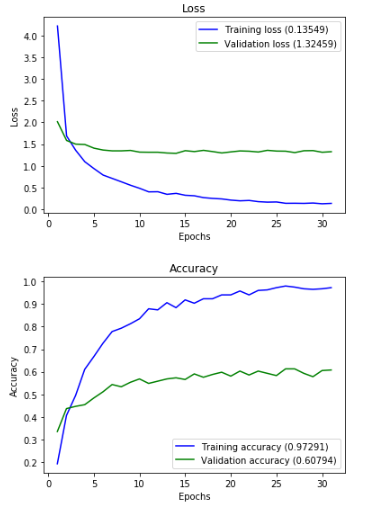 Loss
Training loss (0.13549)
Validation loss (1.32459)
4.0
3.5
3.0
2.5
2.0
1.5
1.0
0.5
0.0
Loss
0 5 10 15 20 25 30
Epochs
Accuracy
1.0
0.9
0.8
0.7
0.6
0.5
0.4
0.3
0.2
Accuracy
Training accuracy (0.97291)
Validation accuracy (0.60794)
0 5 10 15 20 25 30
Epochs